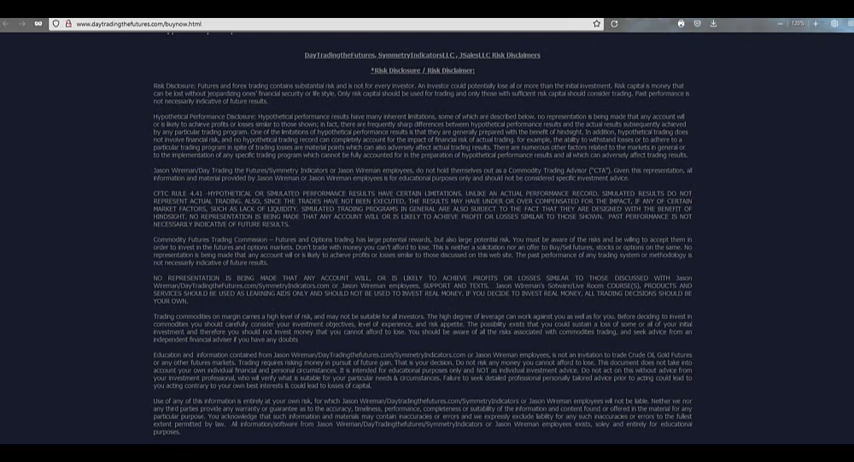 www.daytradingthefutures.com/buynow.html
120%
DayTradingtheFutures, SymmetryIndicatorsLLC , JSalesLLC Risk Disclaimers
*Risk Disclosure / Risk Disclaimer:
Risk Disclosure: Futures and forex trading contains substantial risk and is not for every investor. An investor could potentially lose all or more than the initial investment. Risk capital is money that
can be lost without jeopardizing ones' financial security or life style. Only risk capital should be used for trading and only those with sufficient risk capital should consider trading. Past performance is
not necessarily indicative of future results.
Hypothetical Performance Disclosure: Hypothetical performance results have many inherent limitations, some of which are described below. no representation is being made that any account will
or is likely to achieve profits or losses similar to those shown; in fact, there are frequently sharp differences between hypothetical performance results and the actual results subsequently achieved
by any particular trading program. One of the limitations of hypothetical performance results is that they are generally prepared with the benefit of hindsight. In addition, hypothetical trading does
not involve financial risk, and no hypothetical trading record can completely account for the impact of financial risk of actual trading. for example, the ability to withstand losses or to adhere to a
particular trading program in spite of trading losses are material points which can also adversely affect actual trading results. There are numerous other factors related to the markets in general or
to the implementation of any specific trading program which cannot be fully accounted for in the preparation of hypothetical performance results and all which can adversely affect trading results.
Jason Wireman/Day Trading the Futures/Symmetry Indicators or Jason Wireman employees, do not hold themselves out as a Commodity Trading Advisor ("CTA"). Given this representation, all
information and material provided by Jason Wireman or Jason Wireman employees is for educational purposes only and should not be considered specific investment advice.
CFTC RULE 4.41 -HYPOTHETICAL OR SIMULATED PERFORMANCE RESULTS HAVE CERTAIN LIMITATIONS. UNLIKE AN ACTUAL PERFORMANCE RECORD, SIMULATED RESULTS DO NOT
REPRESENT ACTUAL TRADING. ALSO, SINCE THE TRADES HAVE NOT BEEN EXECUTED, THE RESULTS MAY HAVE UNDER OR OVER COMPENSATED FOR THE IMPACT, IF ANY OF CERTAIN
MARKET FACTORS, SUCH AS LACK OF LIQUIDITY. SIMULATED TRADING PROGRAMS IN GENERAL ARE ALSO SUBJECT TO THE FACT THAT THEY ARE DESIGNED WITH THE BENEFIT OF
HINDSIGHT. NO REPRESENTATION IS BEING MADE THAT ANY ACCOUNT WILL OR IS LIKELY TO ACHIEVE PROFIT OR LOSSES SIMILAR TO THOSE SHOWN. PAST PERFORMANCE IS NOT
NECESSARILY INDICATIVE OF FUTURE RESULTS.
Commodity Futures Trading Commission – Futures and Options trading has large potential rewards, but also large potential risk. You must be aware of the risks and be willing to accept them in
order to invest in the futures and options markets. Don't trade with money you can't afford to lose. This is neither a solicitation nor an offer to Buy/Sell futures, stocks or options on the same. No
representation is being made that any account will or is likely to achieve profits or losses similar to those discussed on this web site. The past performance of any trading system or methodology is
not necessarily indicative of future results.
NO REPRESENTATION IS BEING MADE THAT ANY ACCOUNT WILL, OR IS LIKELY TO ACHIEVE PROFITS OR LOSSES SIMILAR TO THOSE DISCUSSED WITH Jason
Wireman/DayTradingtheFutures.com/SymmetryIndicators.com or Jason Wireman employees, SUPPORT AND TEXTS. Jason Wireman's Sotwaire/Live Room COURSE(S), PRODUCTS AND
SERVICES SHOULD BE USED AS LEARNING AIDS ONLY AND SHOULD NOT BE USED TO INVEST REAL MONEY. IF YOU DECIDE TO INVEST REAL MONEY, ALL TRADING DECISIONS SHOULD BE
YOUR OWN.
Trading commodities on margin carries a high level of risk, and may not be suitable for all investors. The high degree of leverage can work against you as well as for you. Before deciding to invest in
commodities you should carefully consider your investment objectives, level of experience, and risk appetite. The possibility exists that you could sustain a loss of some or all of your initial
investment and therefore you should not invest money that you cannot afford to lose. You should be aware of all the risks associated with commodities trading, and seek advice from an
independent financial adviser if you have any doubts
Education and information contained from Jason Wireman/DayTradingthefutures.com/SymmetryIndicators.com or Jason Wireman employees, is not an invitation to trade Crude Oil, Gold Futures
or any other futures markets. Trading requires risking money in pursuit of future gain. That is your decision. Do not risk any money you cannot afford to lose. This document does not take into
account your own individual financial and personal circumstances. It is intended for educational purposes only and NOT as individual investment advice. Do not act on this without advice from
your investment professional, who will verify what is suitable for your particular needs & circumstances. Failure to seek detailed professional personally tailored advice prior to acting could lead to
you acting contrary to your own best interests & could lead to losses of capital.
Use of any of this information is entirely at your own risk, for which Jason Wireman/Daytradingthefutures.com/SymmetryIndicators or Jason Wireman employees will not be liable. Neither we nor
any third parties provide any warranty or guarantee as to the accuracy, timeliness, performance, completeness or suitability of the information and content found or offered in the material for any
particular purpose. You acknowledge that such information and materials may contain inaccuracies or errors and we expressly exclude liability for any such inaccuracies or errors to the fullest
extent permitted by law. All information/software from Jason Wireman/Daytradingthefutures/SymmetryIndicators or Jason Wireman employees exists, soley and entirely for educational
purposes.